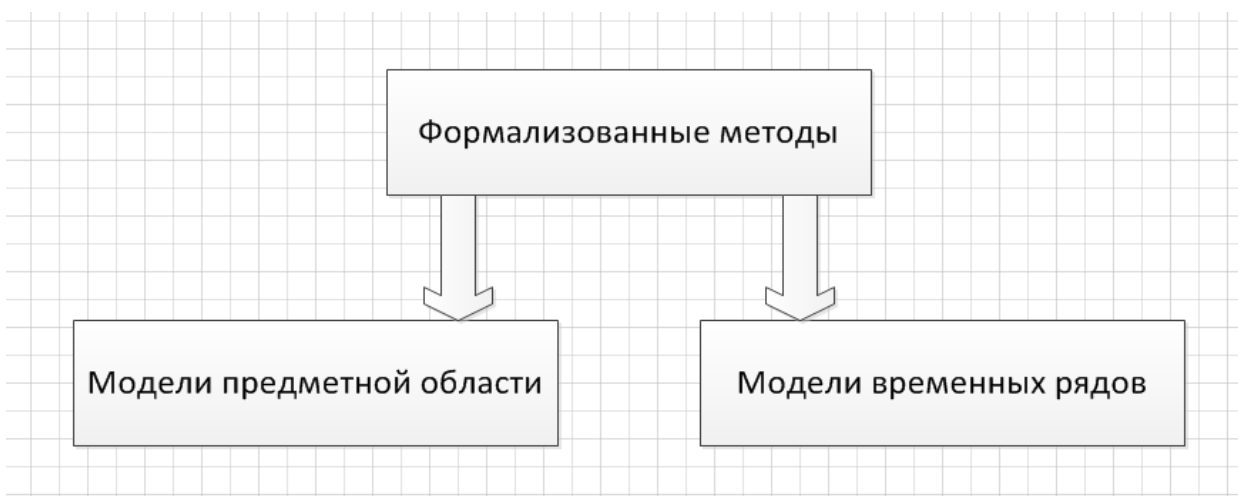 Формализованные методы
Модели предметной области
Модели временных рядов